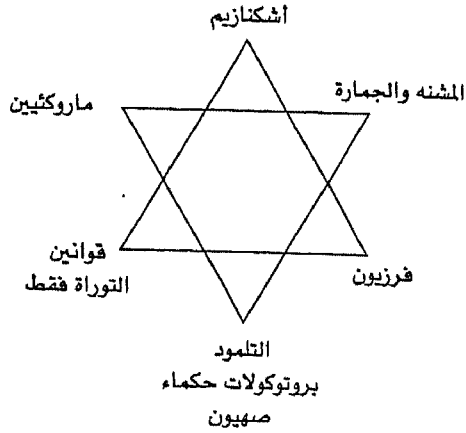 أشكنازيم
المشنه والجمارة
ماروكئيين
قوانين
التوراة فقط
فرزيون
التلمود
بروتوكولات حكماء
صهيون